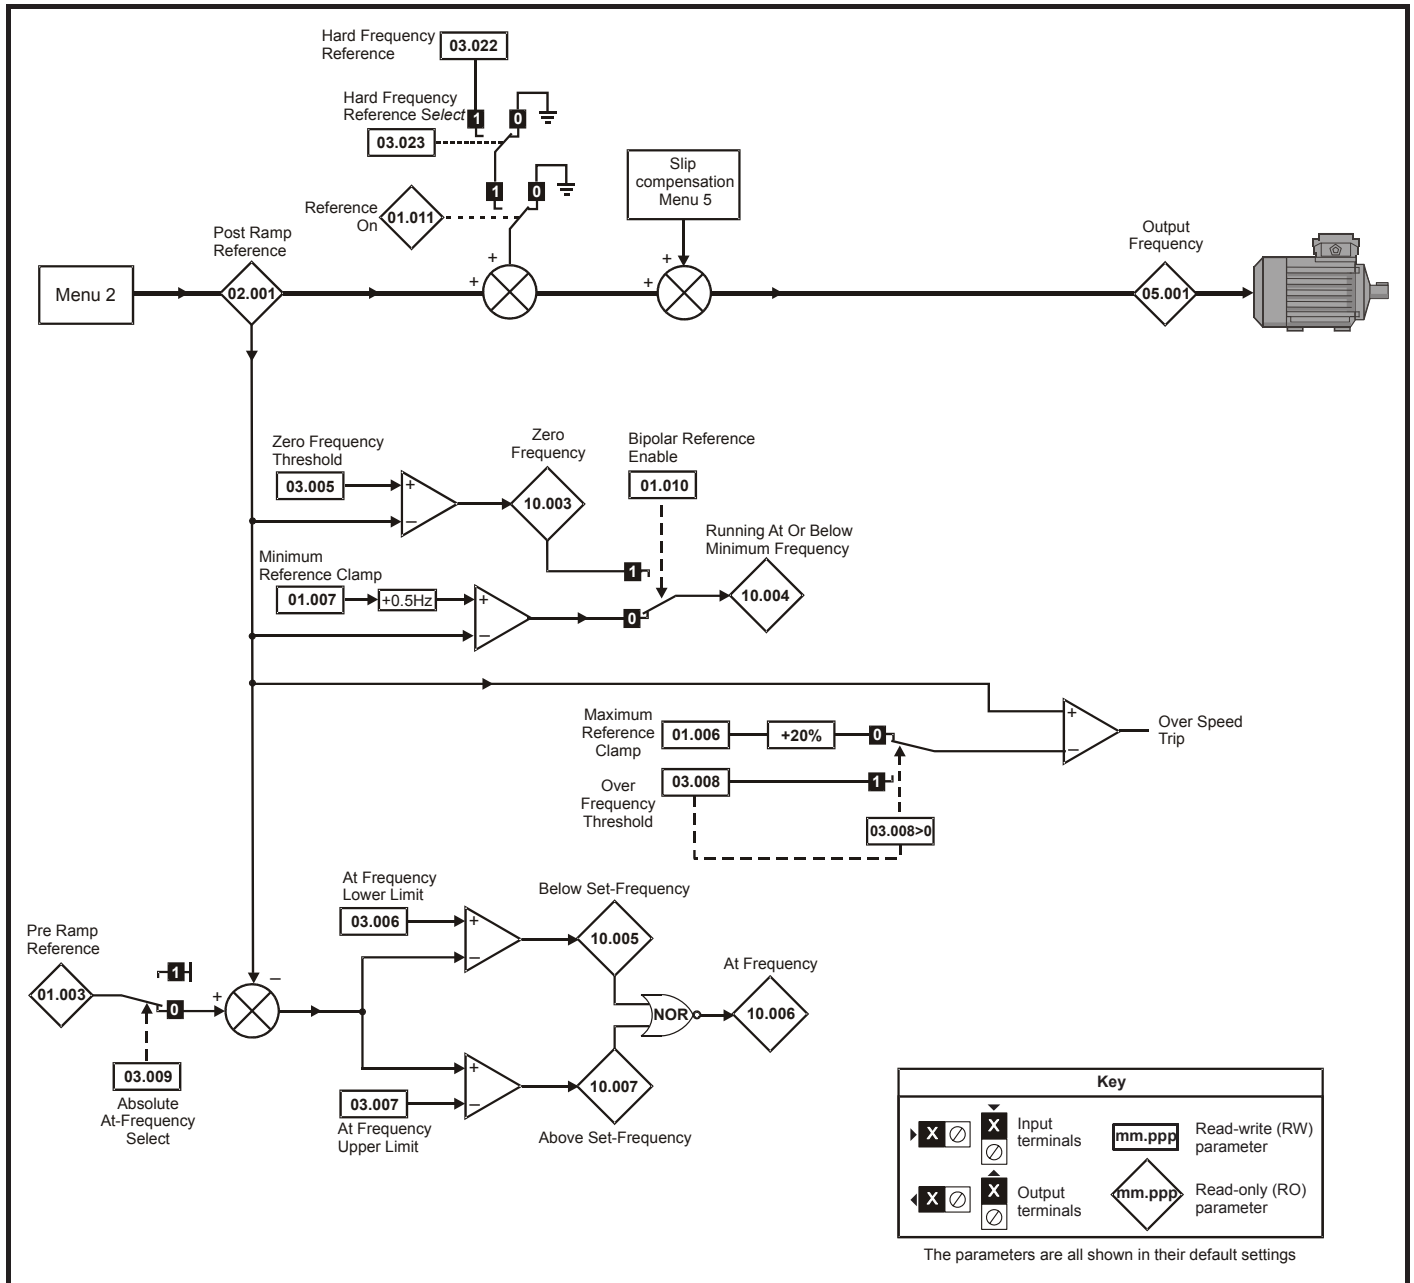 Hard Frequency
Reference
03.022
Hard Frequency
Reference Select
1
0
03.023
1
0
Reference
On
01.011
Slip
compensation
Menu 5
Post Ramp
Reference
Output
Frequency
+
+
+
+
Menu 2
02.001
05.001
Zero Frequency
Threshold
03.005
+
–
Zero
Frequency
10.003
Bipolar Reference
Enable
01.010
Running At Or Below
Minimum Frequency
1
Minimum
Reference Clamp
01.007
+0.5Hz
+
–
0
10.004
Maximum
Reference
Clamp
01.006
+20%
0
+
–
Over Speed
Trip
03.008
1
Over
Frequency
Threshold
03.008>0
At Frequency
Lower Limit
03.006
+
–
Below Set-Frequency
10.005
Pre Ramp
Reference
01.003
1
0
+
–
NOR
At Frequency
10.006
03.009
Absolute
At-Frequency
Select
+
–
03.007
At Frequency
Upper Limit
10.007
Above Set-Frequency
Key
X
X
Input
terminals
mm.ppp
Read-write (RW)
parameter
X
X
Output
terminals
mm.ppp
Read-only (RO)
parameter
The parameters are all shown in their default settings